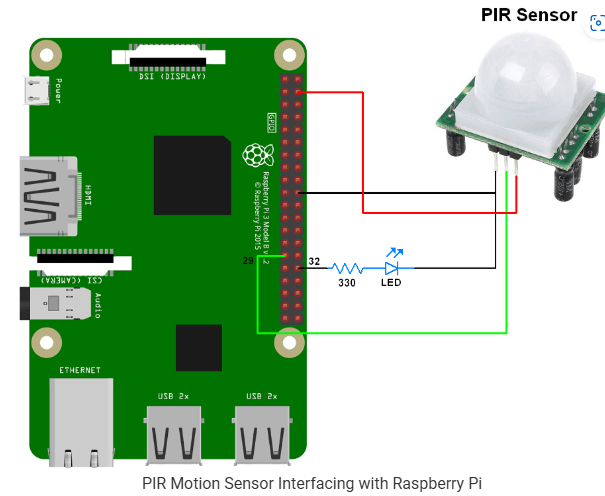 PIR Sensor
DSI (DISPLAY)
Power
GPIO
HDMI
Raspberry Pi 3 Model B v1.2
© Raspberry Pi 2015
29
32
330
LED
CSI (CAMERA)
Audio
ETHERNET
USB 2x
USB 2x
PIR Motion Sensor Interfacing with Raspberry Pi